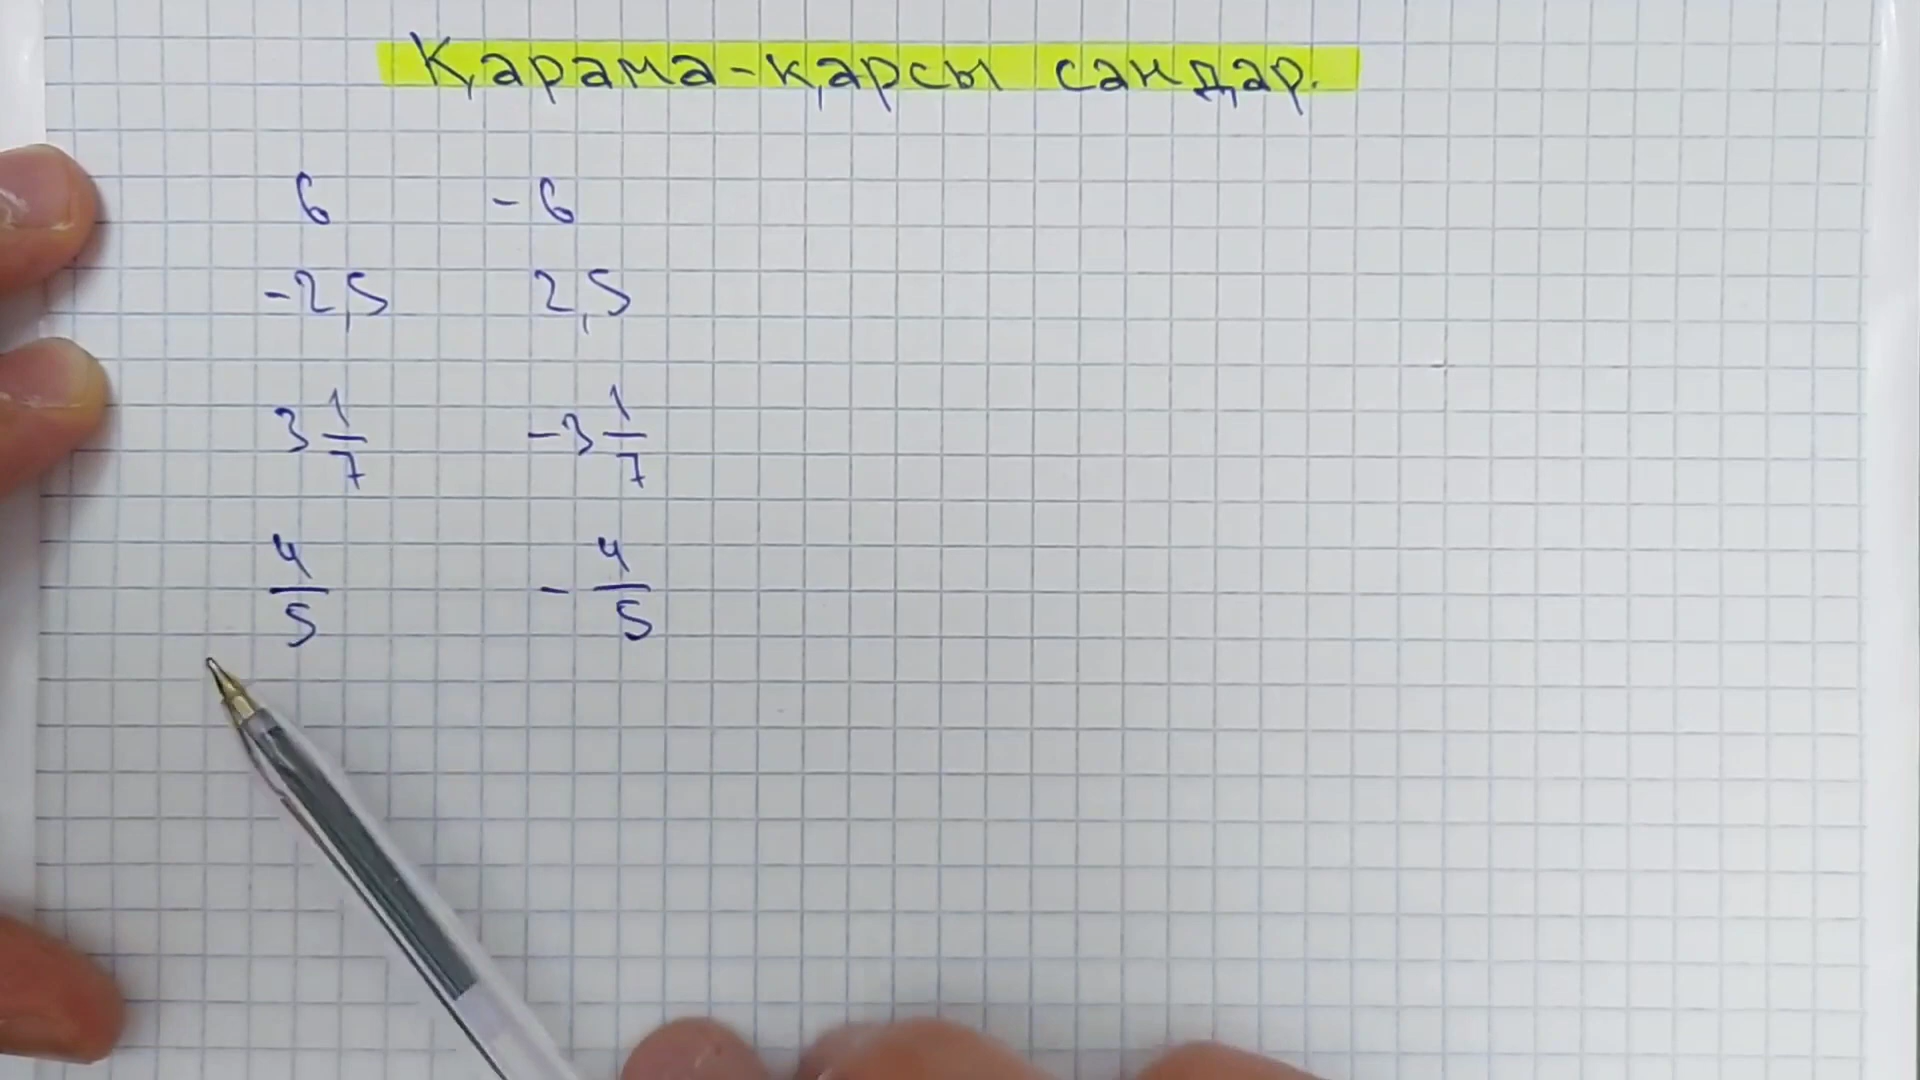 Қарама-қарсы сандар.
6 -6
-2,5 2,5
3 1/7 -3 1/7
4/5 - 4/5